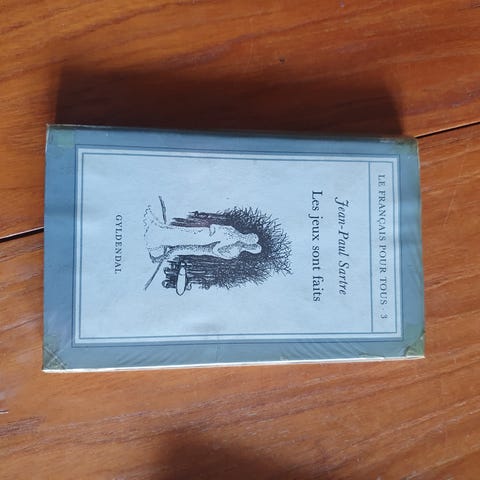 LE FRANÇAIS POUR TOUS · 3
Jean-Paul Sartre
Les jeux sont faits
GYLDENDAL